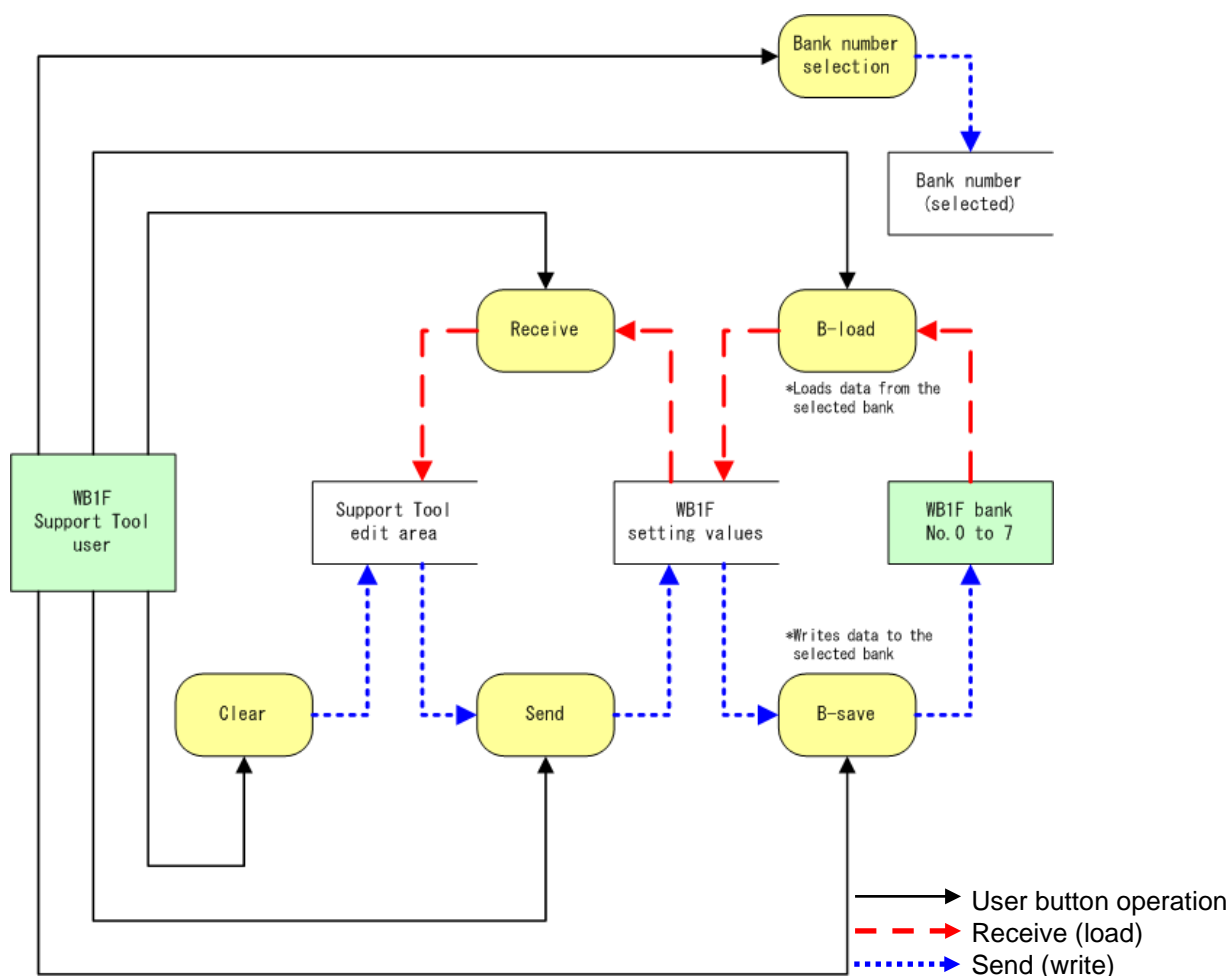 Bank number
selection
Bank number
(selected)
Receive
B-load
*Loads data from the
selected bank
WB1F
Support Tool
user
Support Tool
edit area
WB1F
setting values
WB1F bank
No.0 to 7
*Writes data to the
selected bank
Clear
Send
B-save
User button operation
Receive (load)
Send (write)